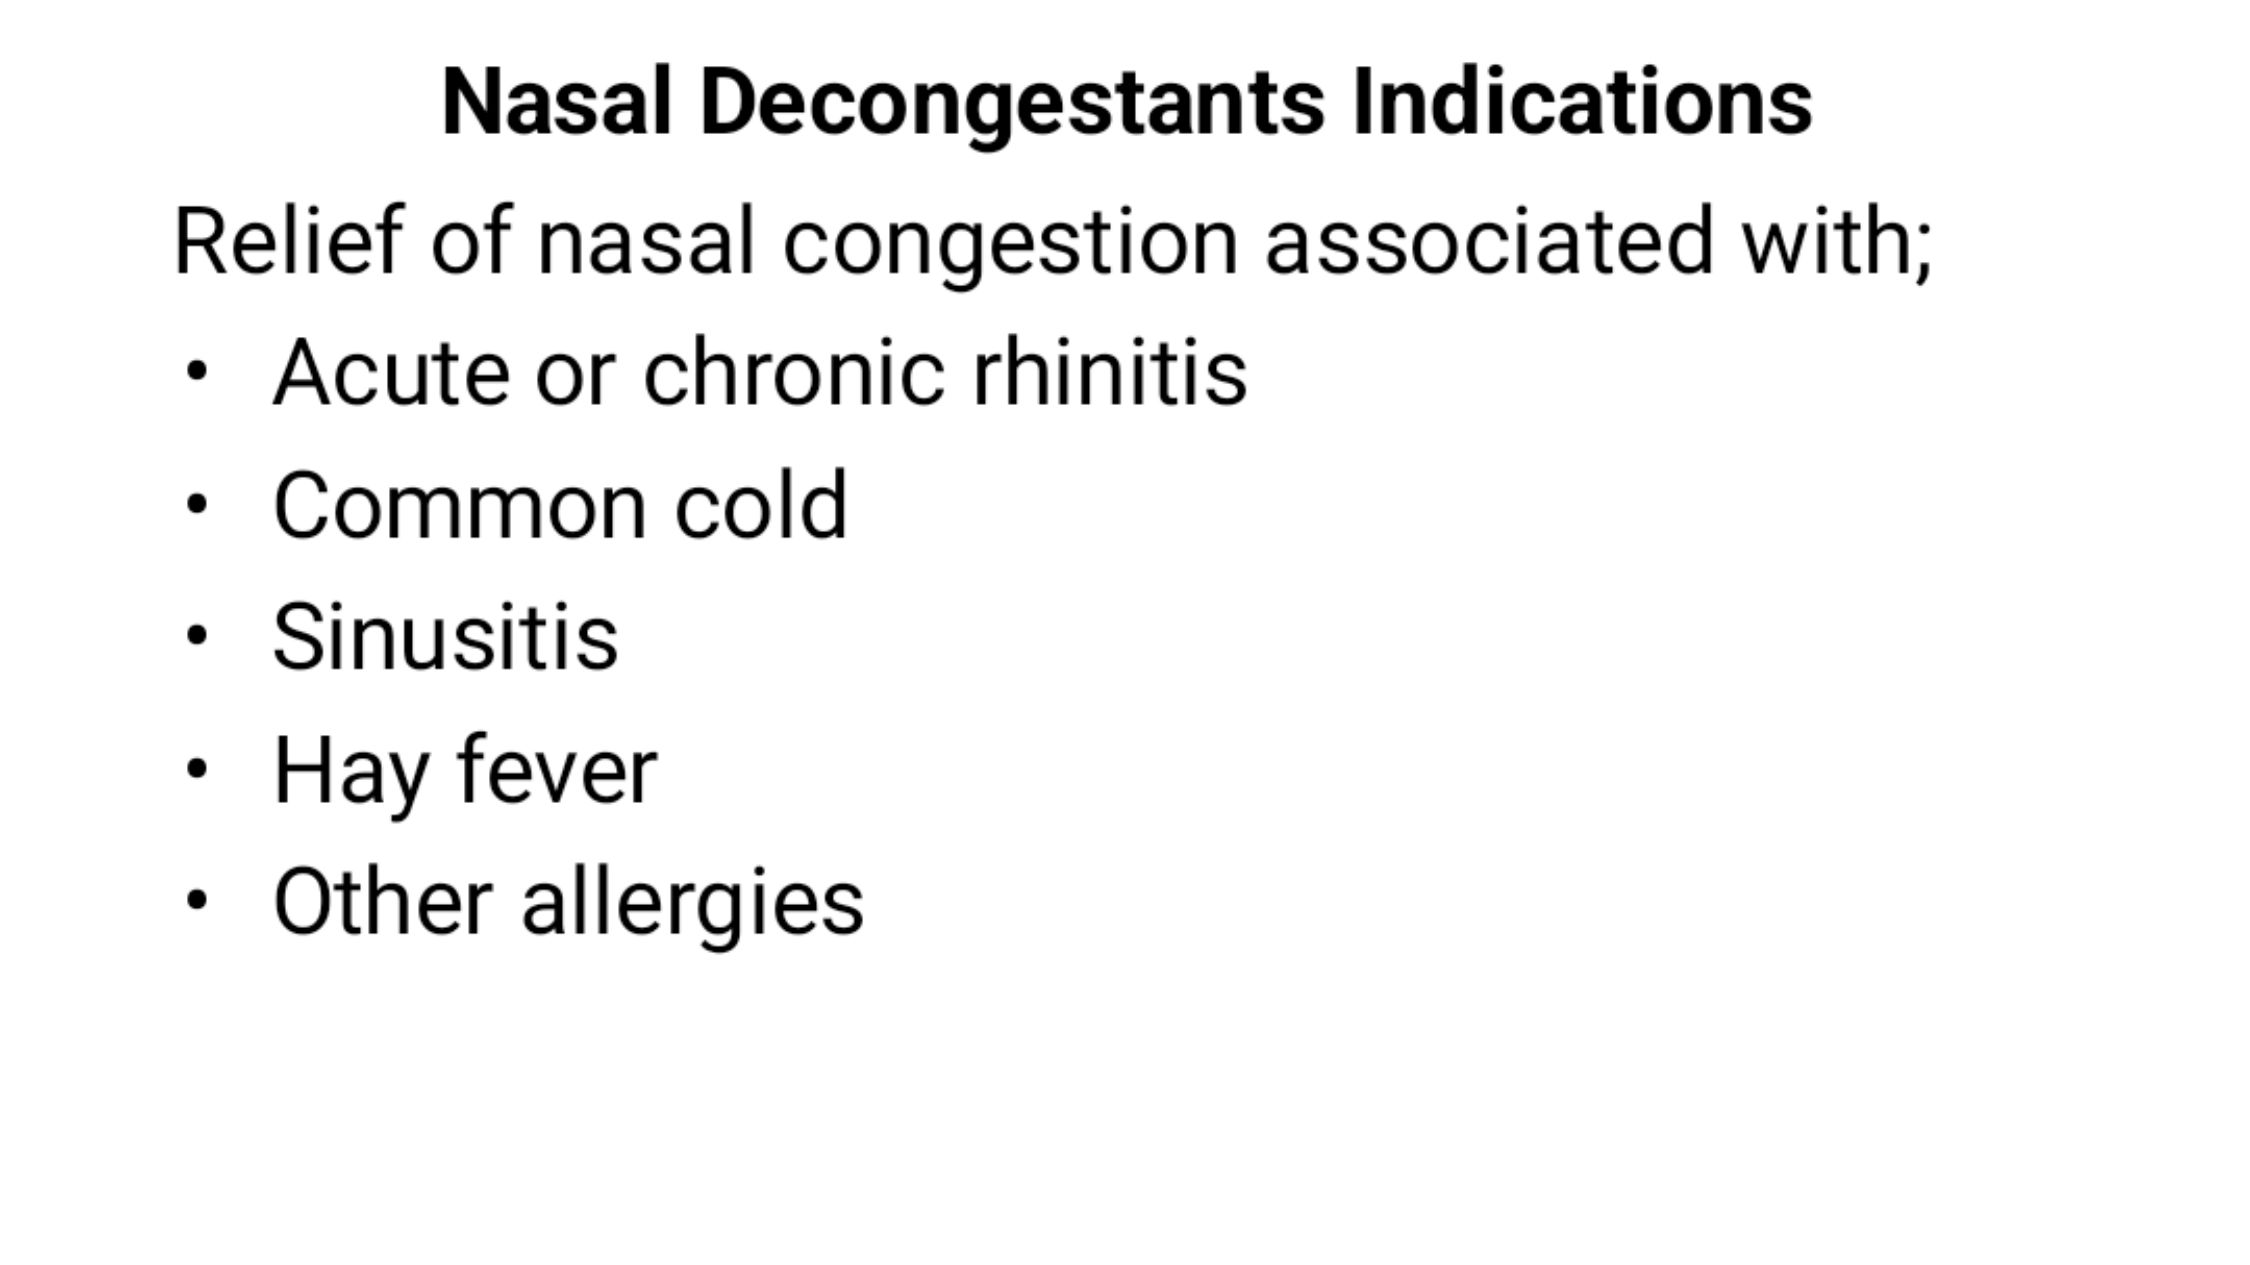 Nasal Decongestants Indications
Relief of nasal congestion associated with;
• Acute or chronic rhinitis
• Common cold
• Sinusitis
• Hay fever
• Other allergies